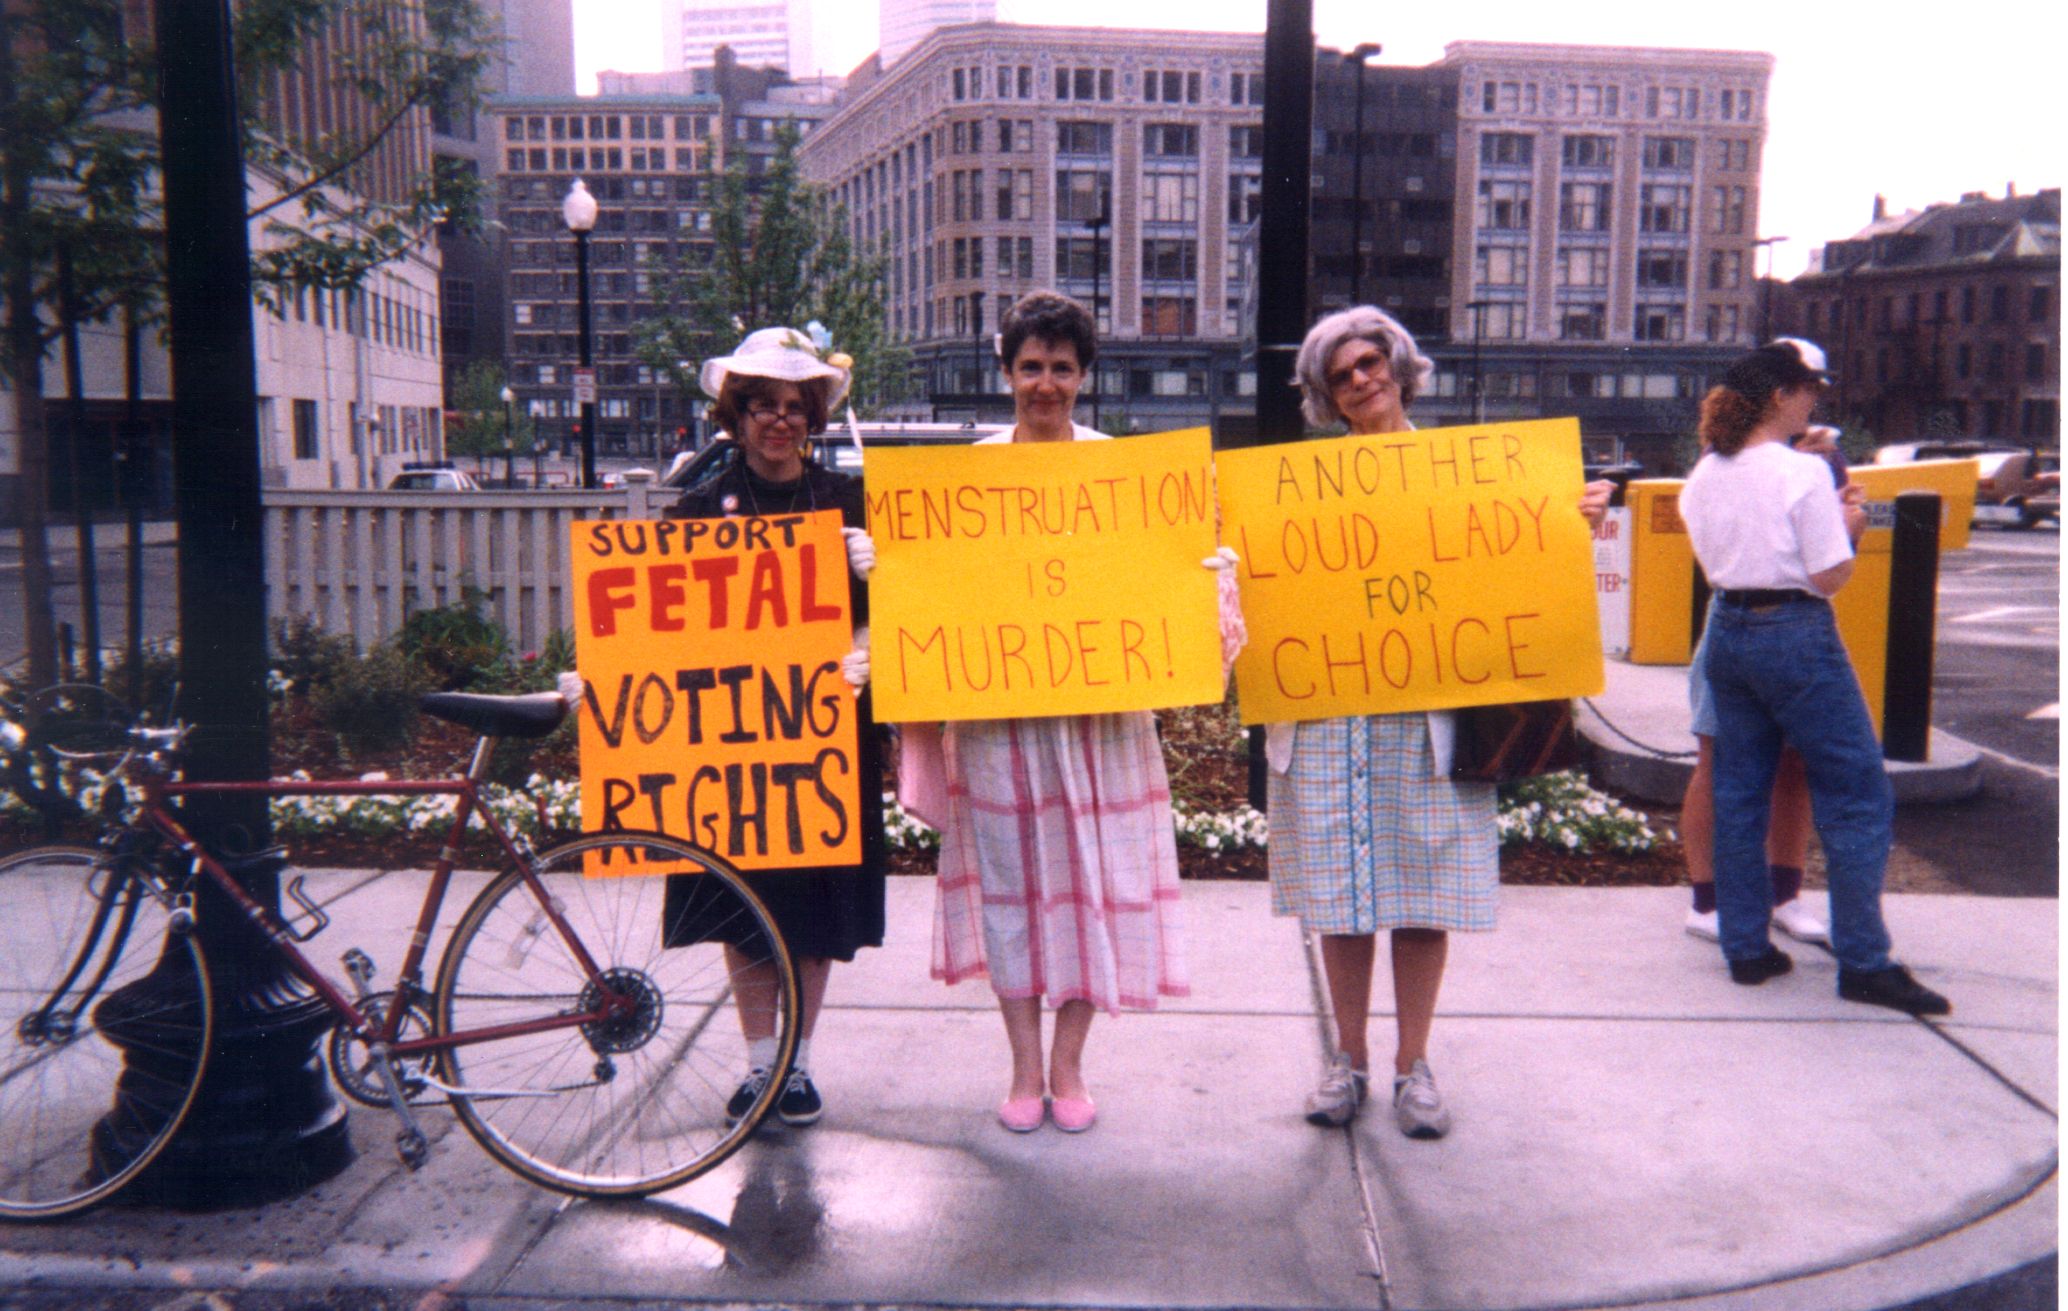 SUPPORT
FETAL
VOTING
RIGHTS
MENSTRUATION
IS
MURDER!
ANOTHER
LOUD LADY
FOR
CHOICE